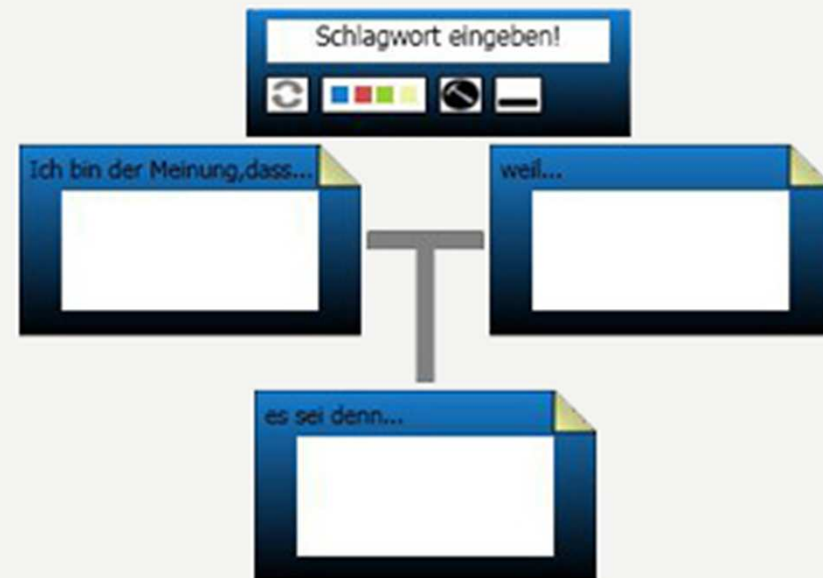 Schlagwort eingeben!
Ich bin der Meinung,dass...
weil...
es sei denn...